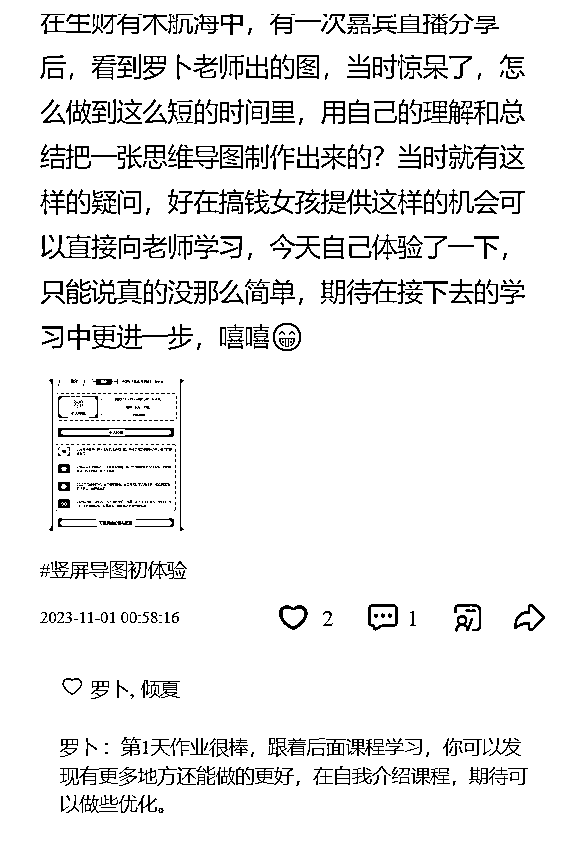 在生财有术航海中，有一次嘉宾直播分享
后，看到罗卜老师出的图，当时惊呆了，怎
么做到这么短的时间里，用自己的理解和总
结把一张思维导图制作出来的？当时就有这
样的疑问，好在搞钱女孩提供这样的机会可
以直接向老师学习，今天自己体验了一下，
只能说真的没那么简单，期待在接下去的学
习中更进一步，嘻嘻😁
#竖屏导图初体验
2023-11-01 00:58:16 2 1
罗卜, 倾夏
罗卜：第1天作业很棒，跟着后面课程学习，你可以发
现有更多地方还能做的更好，在自我介绍课程，期待可
以做些优化。